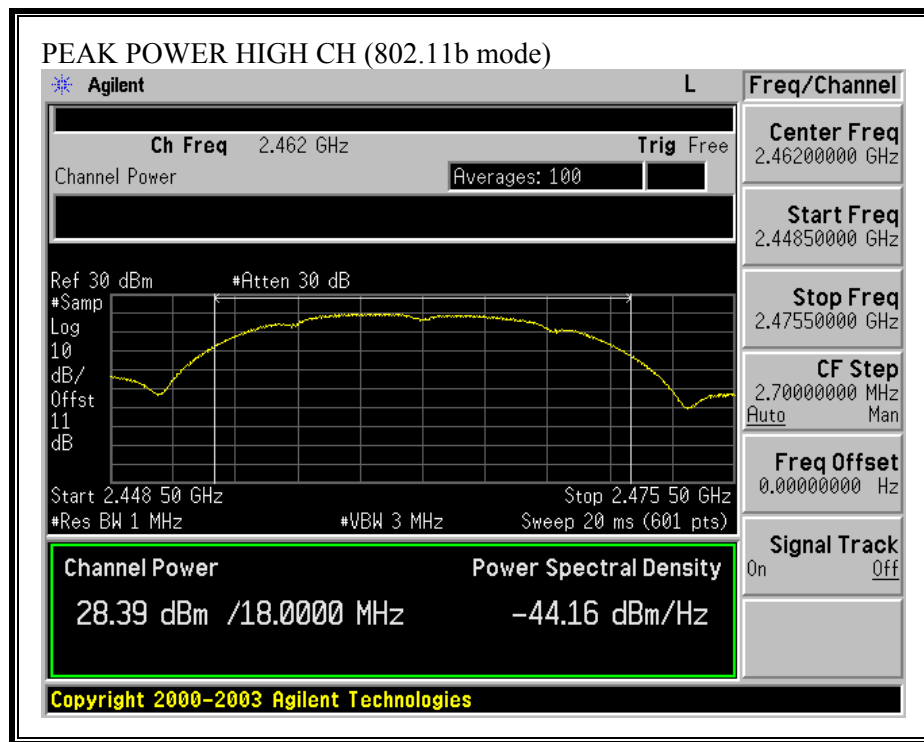 PEAK POWER HIGH CH (802.11b mode)
Agilent L Freq/Channel
Ch Freq 2.462 GHz Trig Free
Channel Power Averages: 100
Center Freq
2.46200000 GHz
Start Freq
2.44850000 GHz
Stop Freq
2.47550000 GHz
CF Step
2.70000000 MHz
Auto Man
Freq Offset
0.00000000 Hz
Signal Track
On Off
Ref 30 dBm #Atten 30 dB
#Samp
Log
10
dB/
Offst
11
dB
Start 2.448 50 GHz Stop 2.475 50 GHz
#Res BW 1 MHz #VBW 3 MHz Sweep 20 ms (601 pts)
Channel Power Power Spectral Density
28.39 dBm /18.0000 MHz -44.16 dBm/Hz
Copyright 2000-2003 Agilent Technologies